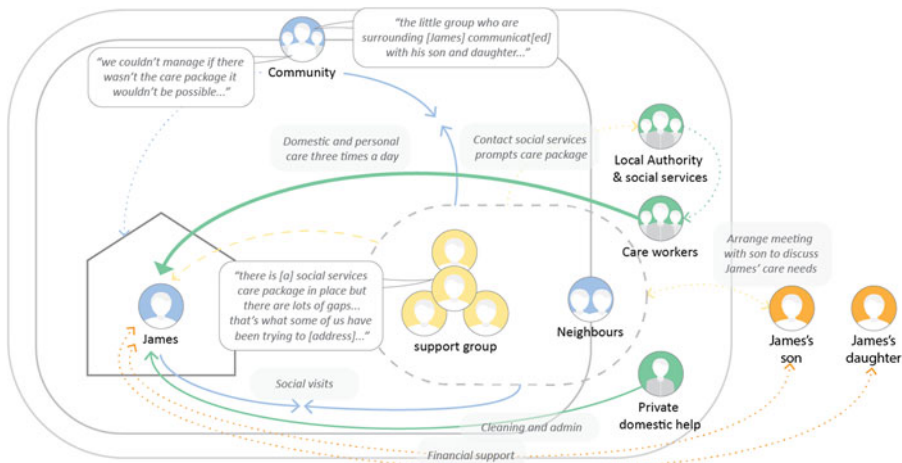 “the little group who are
surrounding [James] communicat[ed]
with his son and daughter...”
“we couldn’t manage if there
wasn’t the care package it
wouldn’t be possible...”
Community
Domestic and personal
care three times a day
Contact social services
prompts care package
Local Authority
& social services
Care workers
Arrange meeting
with son to discuss
James’ care needs
“there is [a] social services
care package in place but
there are lots of gaps...
that’s what some of us have
been trying to [address]...”
James
support group
Neighbours
James’s
son
James’s
daughter
Social visits
Private
domestic help
Cleaning and admin
Financial support